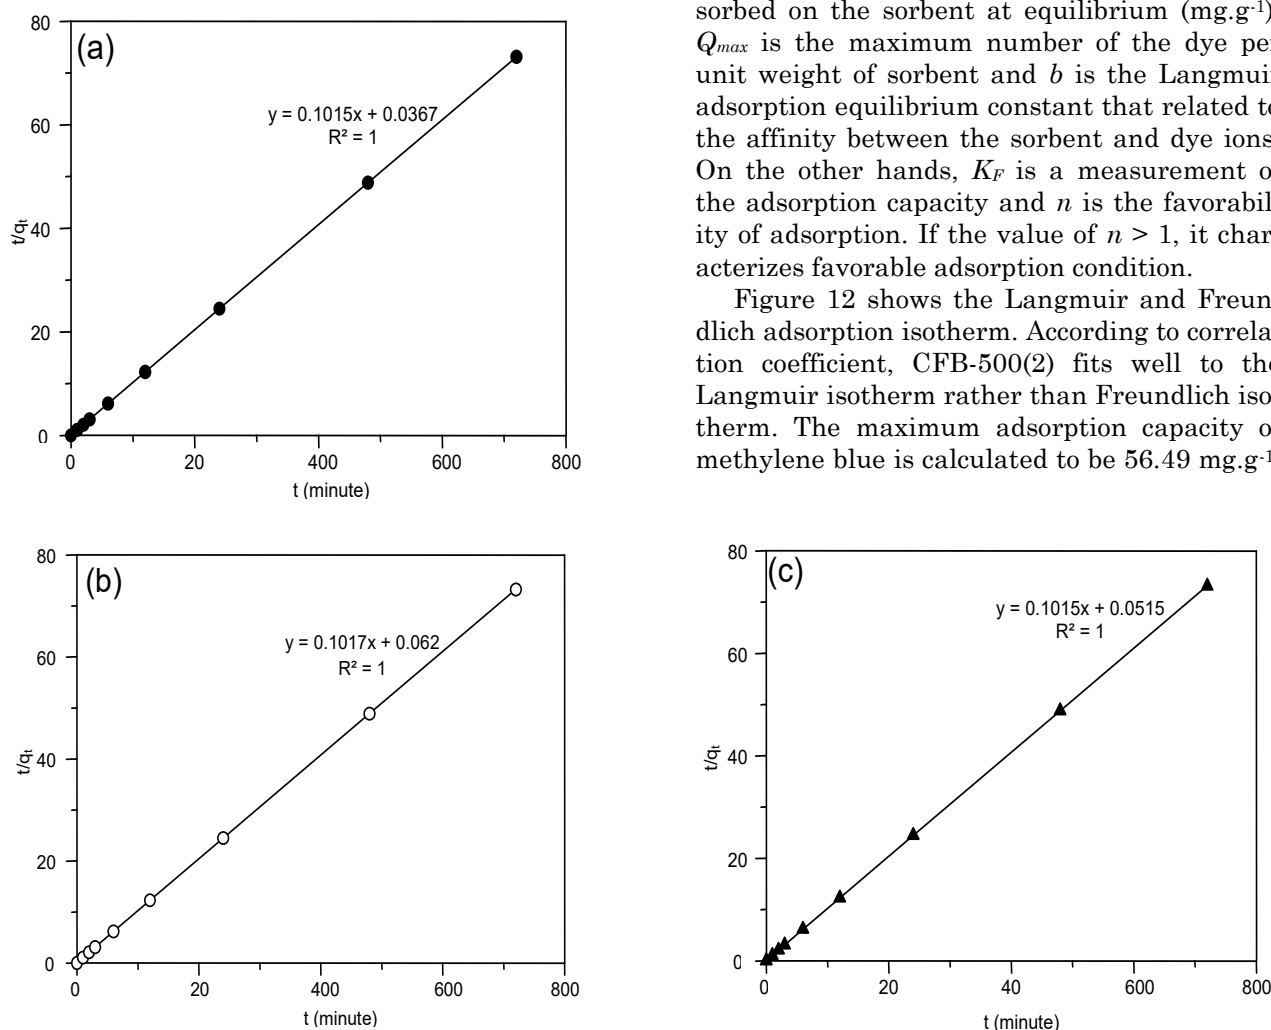 (a)
80
60
40
20
0
t/qt
y = 0.1015x + 0.0367
R² = 1
0 20 400 600 800
t (minute)
sorbed on the sorbent at equilibrium (mg.g-1)
Qmax is the maximum number of the dye per
unit weight of sorbent and b is the Langmuir
adsorption equilibrium constant that related to
the affinity between the sorbent and dye ions
On the other hands, KF is a measurement o
the adsorption capacity and n is the favorabil
ity of adsorption. If the value of n > 1, it char
acterizes favorable adsorption condition.
Figure 12 shows the Langmuir and Freun
dlich adsorption isotherm. According to correla
tion coefficient, CFB-500(2) fits well to the
Langmuir isotherm rather than Freundlich iso
therm. The maximum adsorption capacity o
methylene blue is calculated to be 56.49 mg.g-1
(b)
80
60
40
20
0
t/qt
y = 0.1017x + 0.062
R² = 1
0 20 400 600 800
t (minute)
(c)
80
60
40
20
0
t/qt
y = 0.1015x + 0.0515
R² = 1
0 20 40 600 800
t (minute)